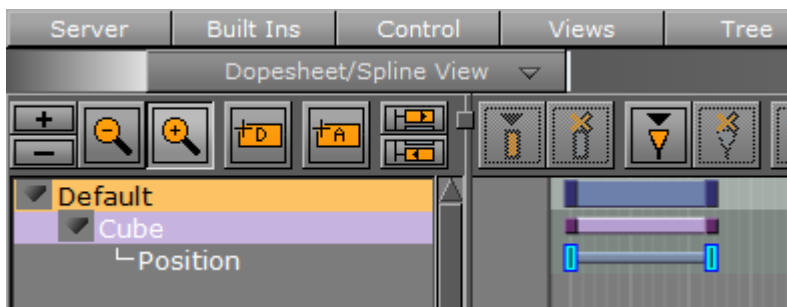 Server Built Ins Control Views Tree
Dopesheet/Spline View
D A
Default
Cube
Position